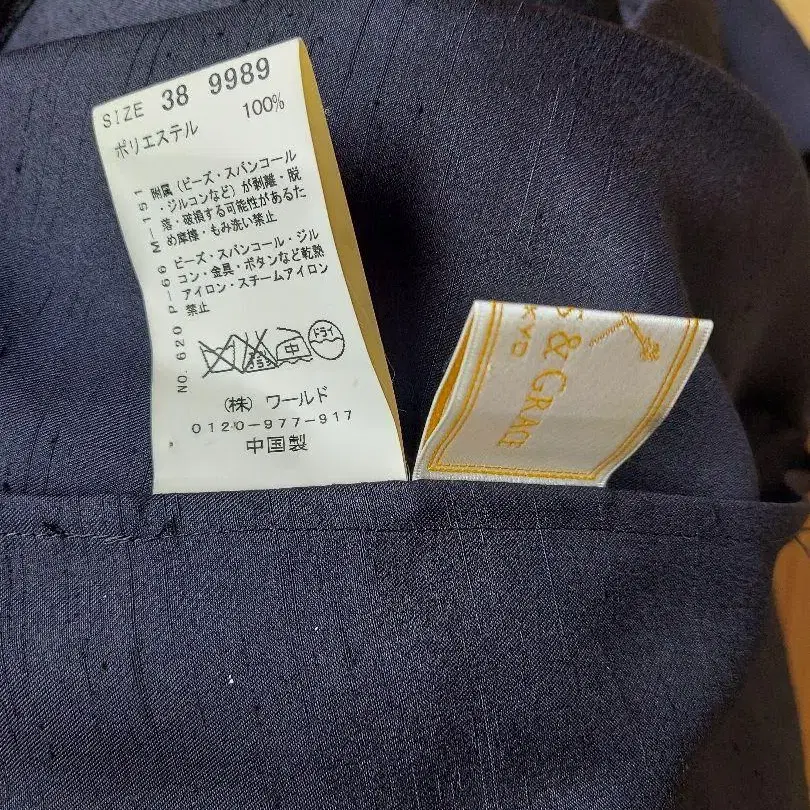 SIZE 38 9989
ポリエステル 100%
NO. 620 P-66 M-151
附属(ビーズ・スパンコール
・ジルコンなど)が剥離・脱
落・破損する可能性があるた
め摩擦・もみ洗い禁止
ビーズ・スパンコール・ジル
コン・金具・ボタンなど乾熱
アイロン・スチームアイロン
禁止
中
ドライ
(株) ワールド
0120-977-917
中国製
& GRACE
KYO